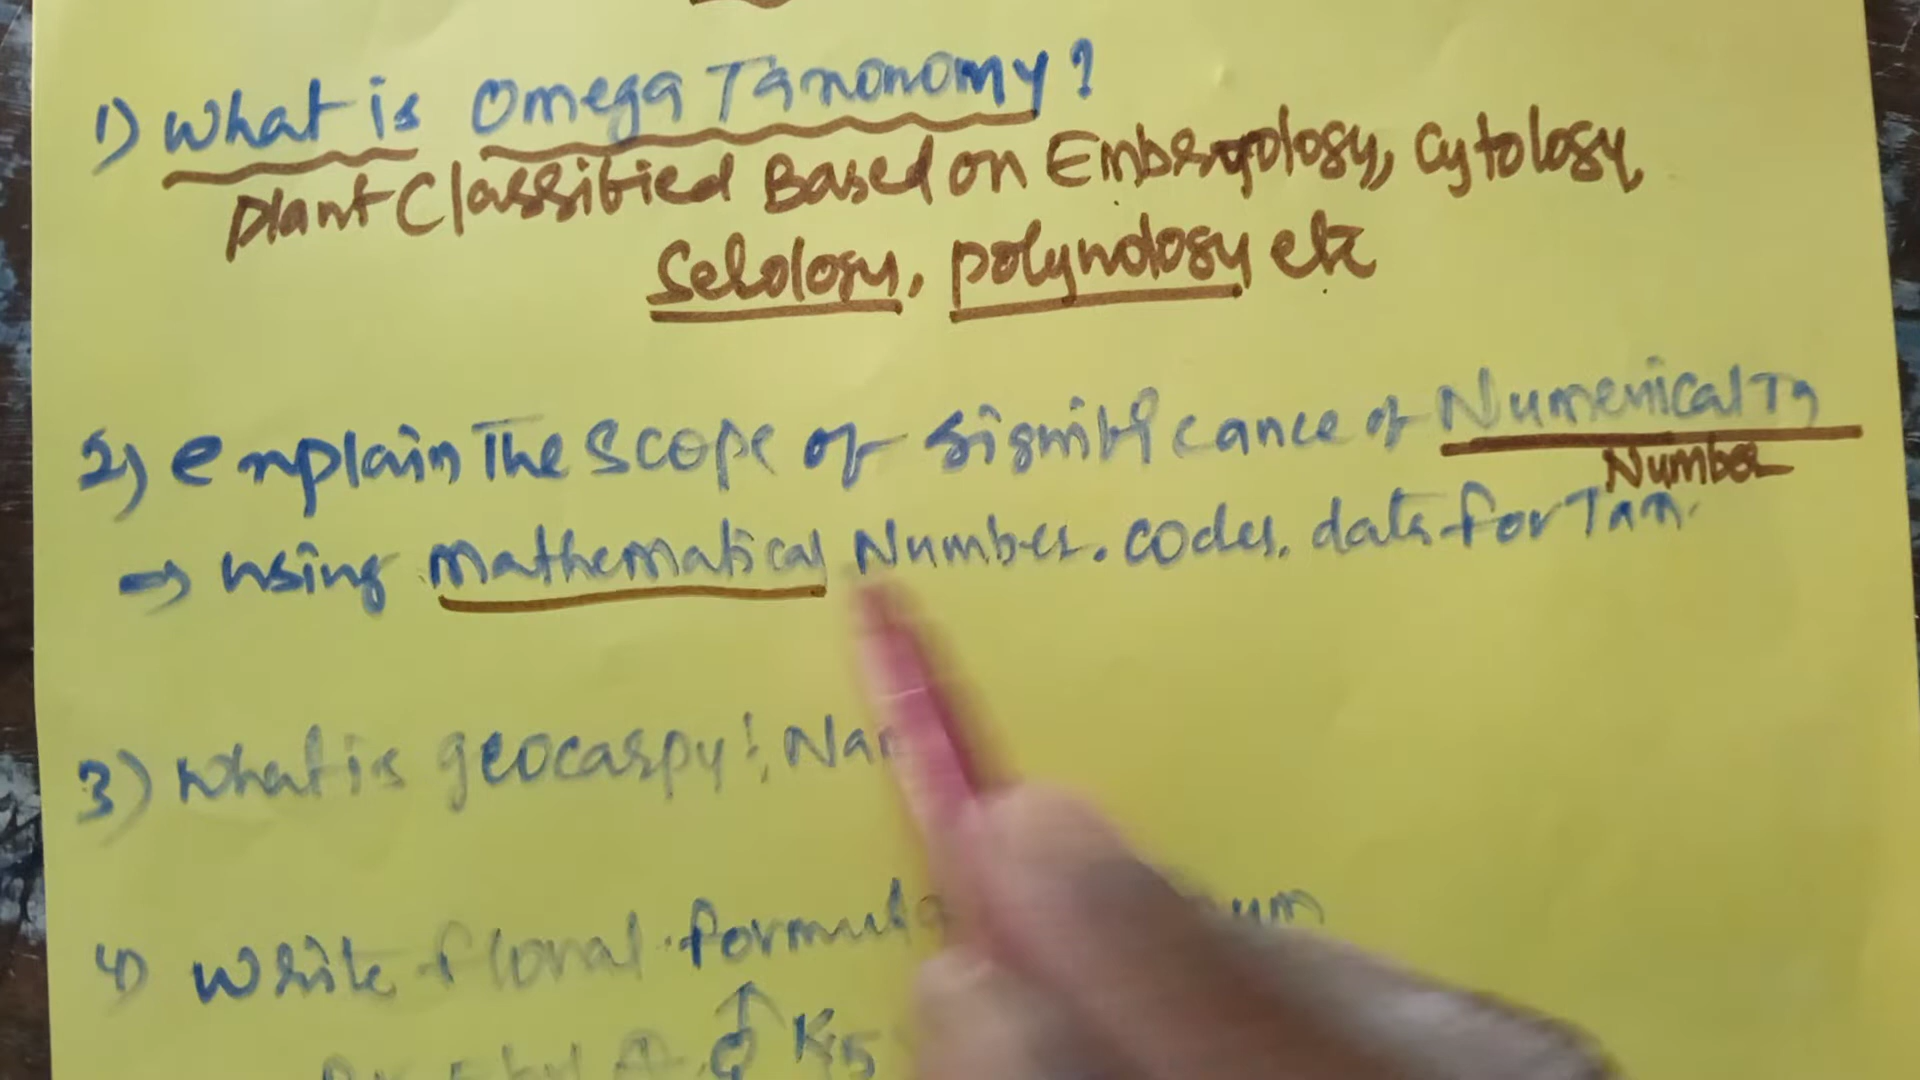 1) What is Omega Taxonomy?
plant Classified Based on Embryology, Cytology,
Serology, polynology etc
2) explain The scope of significance of Numerical Ta
Number
→ using Mathematical Number. codes. data for Tax.
3) What is geocarpy!, Na
4) Write floral formula
K5